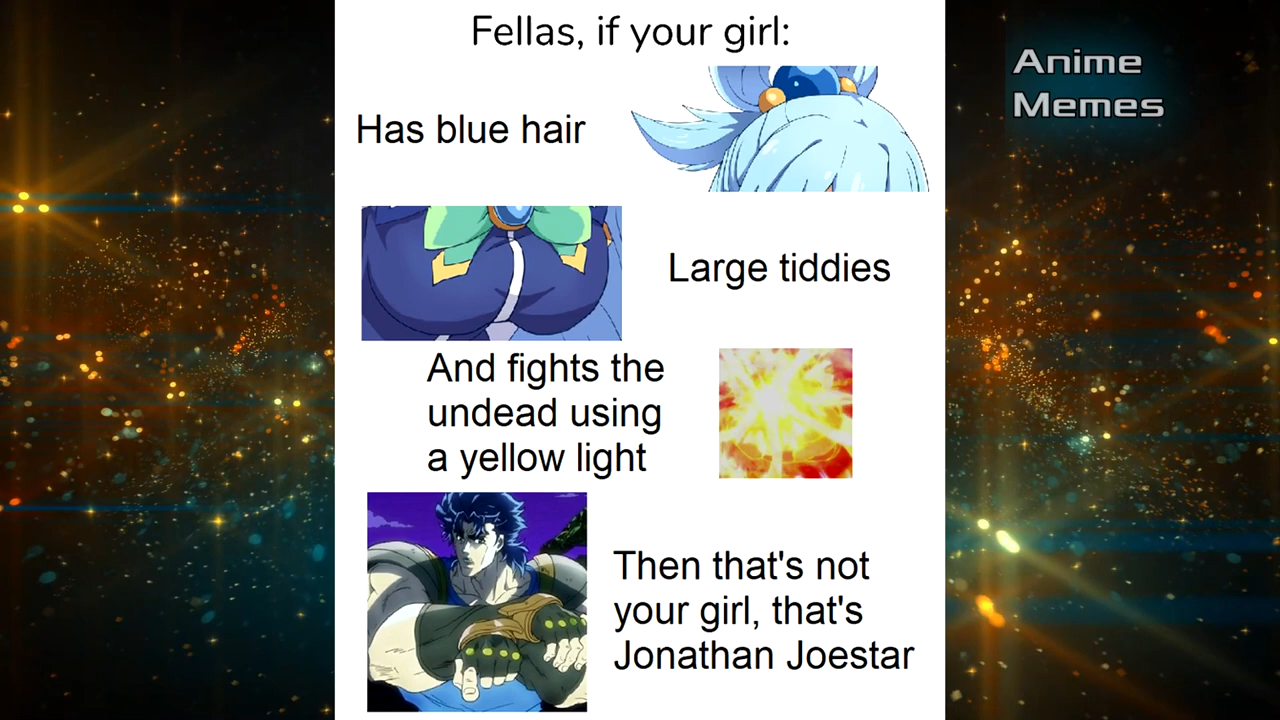 Fellas, if your girl:
Anime
Memes
Has blue hair
Large tiddies
And fights the
undead using
a yellow light
Then that's not
your girl, that's
Jonathan Joestar